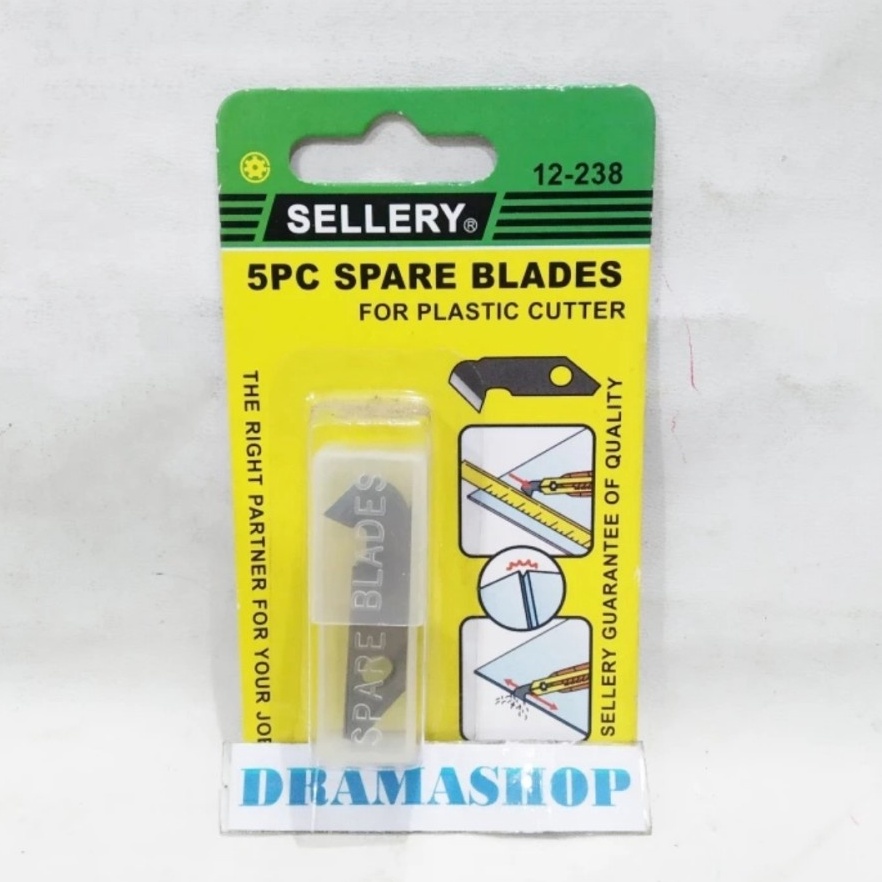 12-238
SELLERY®
5PC SPARE BLADES
FOR PLASTIC CUTTER
THE RIGHT PARTNER FOR YOUR JOB
SPARE BLADES
SELLERY GUARANTEE OF QUALITY
DRAMASHOP